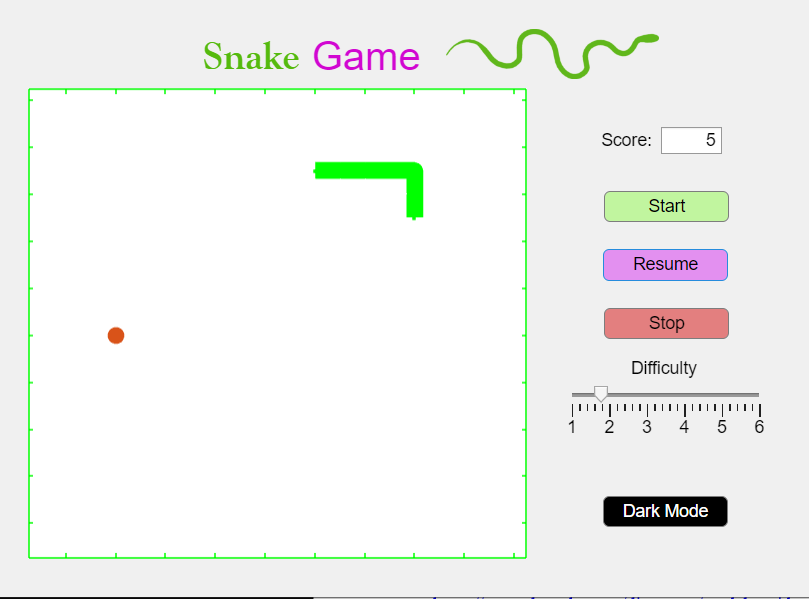 Snake Game
Score: 5
Start
Resume
Stop
Difficulty
1 2 3 4 5 6
Dark Mode